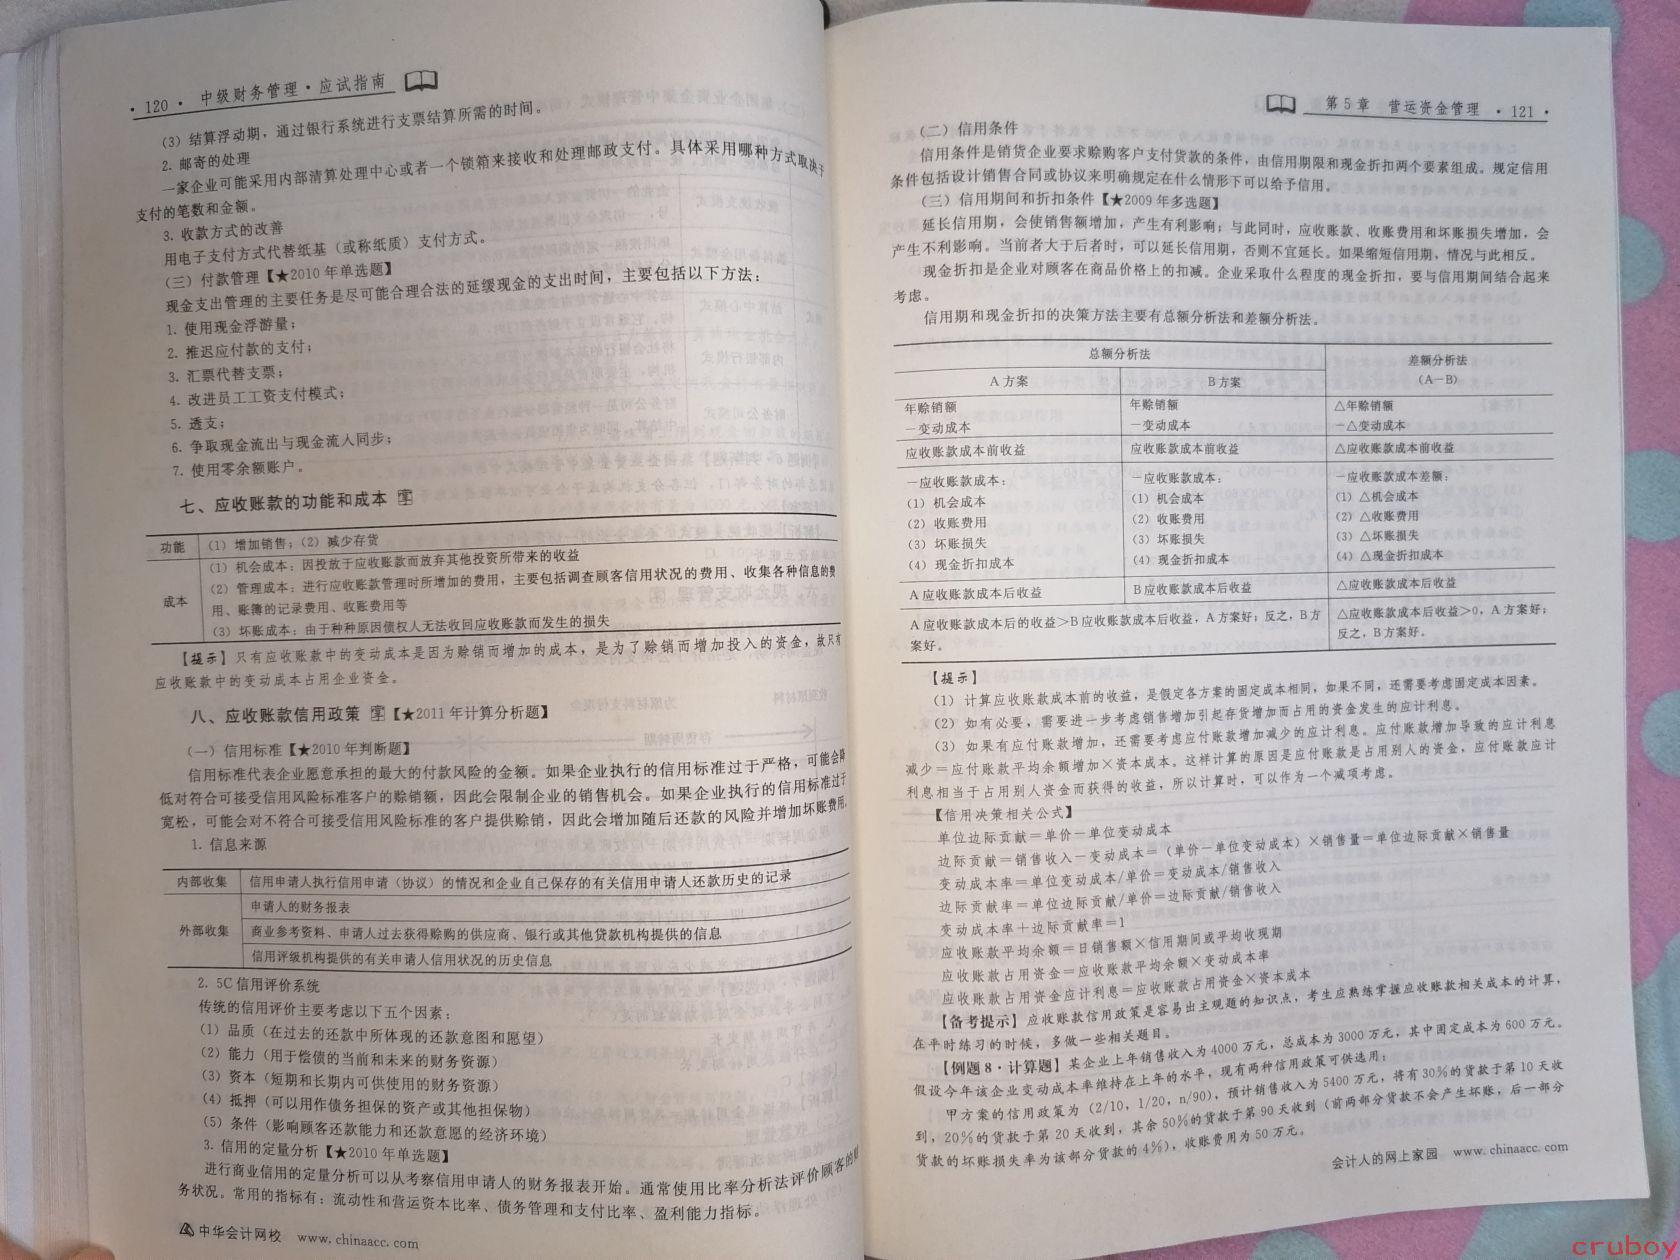 · 120 · 中级财务管理·应试指南
(3) 结算浮动期，通过银行系统进行支票结算所需的时间。
2. 邮寄的处理
一家企业可能采用内部清算处理中心或者一个锁箱来接收和处理邮政支付。具体采用哪种方式取决于
支付的笔数和金额。
3. 收款方式的改善
用电子支付方式代替纸基（或称纸质）支付方式。
(三) 付款管理【★2010年单选题】
现金支出管理的主要任务是尽可能合理合法的延缓现金的支出时间，主要包括以下方法：
1. 使用现金浮游量；
2. 推迟应付款的支付；
3. 汇票代替支票；
4. 改进员工工资支付模式；
5. 透支；
6. 争取现金流出与现金流人同步；
7. 使用零余额账户。
七、应收账款的功能和成本
功能 (1) 增加销售；(2) 减少存货
成本
(1) 机会成本：因投放于应收账款而放弃其他投资所带来的收益
(2) 管理成本：进行应收账款管理时所增加的费用，主要包括调查顾客信用状况的费用、收集各种信息的费
用、账簿的记录费用、收账费用等
(3) 坏账成本：由于种种原因债权人无法收回应收账款而发生的损失
【提示】只有应收账款中的变动成本是因为赊销而增加的成本，是为了赊销而增加投入的资金，故只有
应收账款中的变动成本占用企业资金。
八、应收账款信用政策【★2011年计算分析题】
(一) 信用标准【★2010年判断题】
信用标准代表企业愿意承担的最大的付款风险的金额。如果企业执行的信用标准过于严格，可能会降
低对符合可接受信用风险标准客户的赊销额，因此会限制企业的销售机会。如果企业执行的信用标准过于
宽松，可能会对不符合可接受信用风险标准的客户提供赊销，因此会增加随后还款的风险并增加坏账费用。
1. 信息来源
内部收集 信用申请人执行信用申请（协议）的情况和企业自己保存的有关信用申请人还款历史的记录
外部收集
申请人的财务报表
商业参考资料、申请人过去获得赊购的供应商、银行或其他贷款机构提供的信息
信用评级机构提供的有关申请人信用状况的历史信息
2. 5C信用评价系统
传统的信用评价主要考虑以下五个因素：
(1) 品质（在过去的还款中所体现的还款意图和愿望）
(2) 能力（用于偿债的当前和未来的财务资源）
(3) 资本（短期和长期内可供使用的财务资源）
(4) 抵押（可以用作债务担保的资产或其他担保物）
(5) 条件（影响顾客还款能力和还款意愿的经济环境）
3. 信用的定量分析【★2010年单选题】
进行商业信用的定量分析可以从考察信用申请人的财务报表开始。通常使用比率分析法评价顾客的财
务状况。常用的指标有：流动性和营运资本比率、债务管理和支付比率、盈利能力指标。
中华会计网校 www.chinaacc.com
第5章 营运资金管理 · 121 ·
(二) 信用条件
信用条件是销货企业要求赊购客户支付货款的条件，由信用期限和现金折扣两个要素组成。规定信用
条件包括设计销售合同或协议来明确规定在什么情形下可以给予信用。
(三) 信用期间和折扣条件【★2009年多选题】
延长信用期，会使销售额增加，产生有利影响；与此同时，应收账款、收账费用和坏账损失增加，会
产生不利影响。当前者大于后者时，可以延长信用期，否则不宜延长。如果缩短信用期，情况与此相反。
现金折扣是企业对顾客在商品价格上的扣减。企业采取什么程度的现金折扣，要与信用期间结合起来
考虑。
信用期和现金折扣的决策方法主要有总额分析法和差额分析法。
总额分析法 差额分析法
A方案 B方案 (A－B)
年赊销额 年赊销额 △年赊销额
－变动成本 －变动成本 －△变动成本
应收账款成本前收益 应收账款成本前收益 △应收账款成本前收益
－应收账款成本： －应收账款成本： －应收账款成本差额：
(1) 机会成本 (1) 机会成本 (1) △机会成本
(2) 收账费用 (2) 收账费用 (2) △收账费用
(3) 坏账损失 (3) 坏账损失 (3) △坏账损失
(4) 现金折扣成本 (4) 现金折扣成本 (4) △现金折扣成本
A应收账款成本后收益 B应收账款成本后收益 △应收账款成本后收益
A应收账款成本后的收益＞B应收账款成本后收益，A方案好；反之，B方 △应收账款成本后收益＞0，A方案好；
案好。 反之，B方案好。
【提示】
(1) 计算应收账款成本前的收益，是假定各方案的固定成本相同，如果不同，还需要考虑固定成本因素。
(2) 如有必要，需要进一步考虑销售增加引起存货增加而占用的资金发生的应计利息。
(3) 如果有应付账款增加，还需要考虑应付账款增加减少的应计利息。应付账款增加导致的应计利息
减少＝应付账款平均余额增加×资本成本。这样计算的原因是应付账款是占用别人的资金，应付账款应计
利息相当于占用别人资金而获得的收益，所以计算时，可以作为一个减项考虑。
【信用决策相关公式】
单位边际贡献＝单价－单位变动成本
边际贡献＝销售收入－变动成本＝（单价－单位变动成本）×销售量＝单位边际贡献×销售量
变动成本率＝单位变动成本/单价＝变动成本/销售收入
边际贡献率＝单位边际贡献/单价＝边际贡献/销售收入
变动成本率＋边际贡献率＝1
应收账款平均余额＝日销售额×信用期间或平均收现期
应收账款占用资金＝应收账款平均余额×变动成本率
应收账款占用资金应计利息＝应收账款占用资金×资本成本
【备考提示】应收账款信用政策是容易出主观题的知识点，考生应熟练掌握应收账款相关成本的计算，
在平时练习的时候，多做一些相关题目。
【例题8·计算题】某企业上年销售收入为4000万元，总成本为3000万元，其中固定成本为600万元。
假设今年该企业变动成本率维持在上年的水平，现有两种信用政策可供选用：
甲方案的信用政策为（2/10，1/20，n/90），预计销售收入为5400万元，将有30％的货款于第10天收
到，20％的货款于第20天收到，其余50％的货款于第90天收到（前两部分货款不会产生坏账，后一部分
货款的坏账损失率为该部分货款的4％），收账费用为50万元。
会计人的网上家园 www.chinaacc.com
cruboy